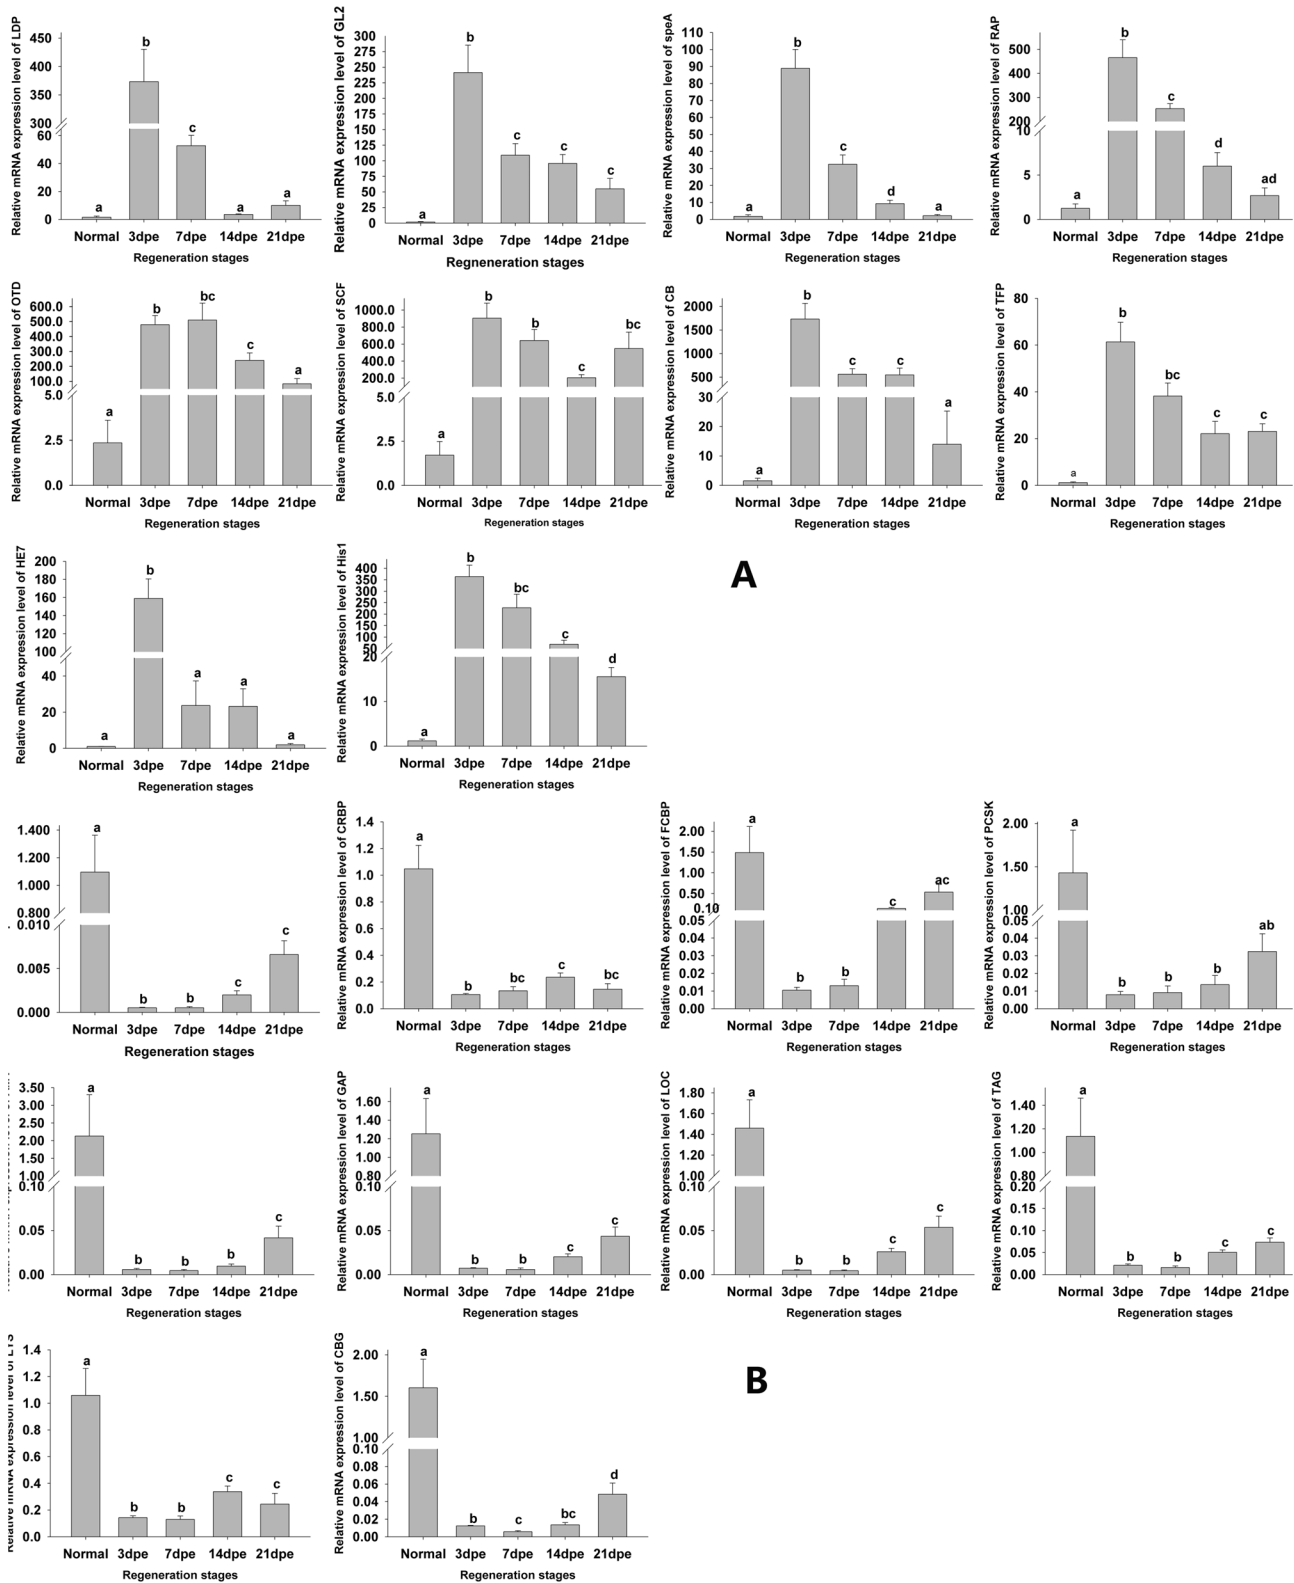 Relative mRNA expression level of LDP
450
400
350
300
60
40
20
0
b
c
a
a
a
Normal 3dpe 7dpe 14dpe 21dpe
Regeneration stages
Relative mRNA expression level of GL2
300
275
250
225
200
175
150
125
100
75
50
25
0
a
b
c
c
c
Normal 3dpe 7dpe 14dpe 21dpe
Regeneration stages
Relative mRNA expression level of speA
110
100
90
80
70
60
50
40
30
20
10
0
a
b
c
d
a
Normal 3dpe 7dpe 14dpe 21dpe
Regeneration stages
Relative mRNA expression level of RAP
500
400
300
200
10
5
0
a
b
c
d
ad
Normal 3dpe 7dpe 14dpe 21dpe
Regeneration stages
Relative mRNA expression level of OTD
600.0
500.0
400.0
300.0
200.0
100.0
5.0
2.5
0.0
a
b
bc
c
a
Normal 3dpe 7dpe 14dpe 21dpe
Regeneration stages
Relative mRNA expression level of SCF
1000.0
800.0
600.0
400.0
200.0
5.0
2.5
0.0
a
b
b
c
bc
Normal 3dpe 7dpe 14dpe 21dpe
Regeneration stages
Relative mRNA expression level of CB
2000
1500
1000
500
30
20
10
0
a
b
c
c
a
Normal 3dpe 7dpe 14dpe 21dpe
Regeneration stages
Relative mRNA expression level of TFP
80
60
40
20
0
a
b
bc
c
c
Normal 3dpe 7dpe 14dpe 21dpe
Regeneration stages
Relative mRNA expression level of HE7
200
180
160
140
120
100
40
20
0
a
b
a
a
a
Normal 3dpe 7dpe 14dpe 21dpe
Regeneration stages
Relative mRNA expression level of His1
400
350
300
250
200
150
100
50
20
10
0
a
b
bc
c
d
Normal 3dpe 7dpe 14dpe 21dpe
Regeneration stages
A
1.400
1.200
1.000
0.800
0.010
0.005
0.000
a
b
b
c
c
Normal 3dpe 7dpe 14dpe 21dpe
Regeneration stages
Relative mRNA expression level of CRBP
1.4
1.2
1.0
0.8
0.6
0.4
0.2
0.0
a
b
bc
c
bc
Normal 3dpe 7dpe 14dpe 21dpe
Regeneration stages
Relative mRNA expression level of FCBP
2.00
1.50
1.00
0.50
0.10
0.05
0.04
0.03
0.02
0.01
0.00
a
b
b
c
ac
Normal 3dpe 7dpe 14dpe 21dpe
Regeneration stages
Relative mRNA expression level of PCSK
2.00
1.50
1.00
0.05
0.04
0.03
0.02
0.01
0.00
a
b
b
b
ab
Normal 3dpe 7dpe 14dpe 21dpe
Regeneration stages
3.50
3.00
2.50
2.00
1.50
1.00
0.10
0.05
0.00
a
b
b
b
c
Normal 3dpe 7dpe 14dpe 21dpe
Regeneration stages
Relative mRNA expression level of GAP
1.60
1.40
1.20
1.00
0.80
0.10
0.05
0.00
a
b
b
c
c
Normal 3dpe 7dpe 14dpe 21dpe
Regeneration stages
Relative mRNA expression level of LOC
1.80
1.60
1.40
1.20
1.00
0.10
0.05
0.00
a
b
b
c
c
Normal 3dpe 7dpe 14dpe 21dpe
Regeneration stages
Relative mRNA expression level of TAG
1.40
1.20
1.00
0.80
0.20
0.15
0.10
0.05
0.00
a
b
b
c
c
Normal 3dpe 7dpe 14dpe 21dpe
Regeneration stages
Relative mRNA expression level of LYS
1.4
1.2
1.0
0.8
0.6
0.4
0.2
0.0
a
b
b
c
c
Normal 3dpe 7dpe 14dpe 21dpe
Regeneration stages
Relative mRNA expression level of CBG
2.00
1.50
1.00
0.10
0.08
0.06
0.04
0.02
0.00
a
b
c
bc
d
Normal 3dpe 7dpe 14dpe 21dpe
Regeneration stages
B